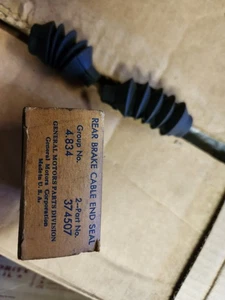 REAR BRAKE CABLE END SEAL
Group No. 2-Part No.
4.834 374507
GENERAL MOTORS PARTS DIVISION
General Motors Corporation
Made in U. S. A.